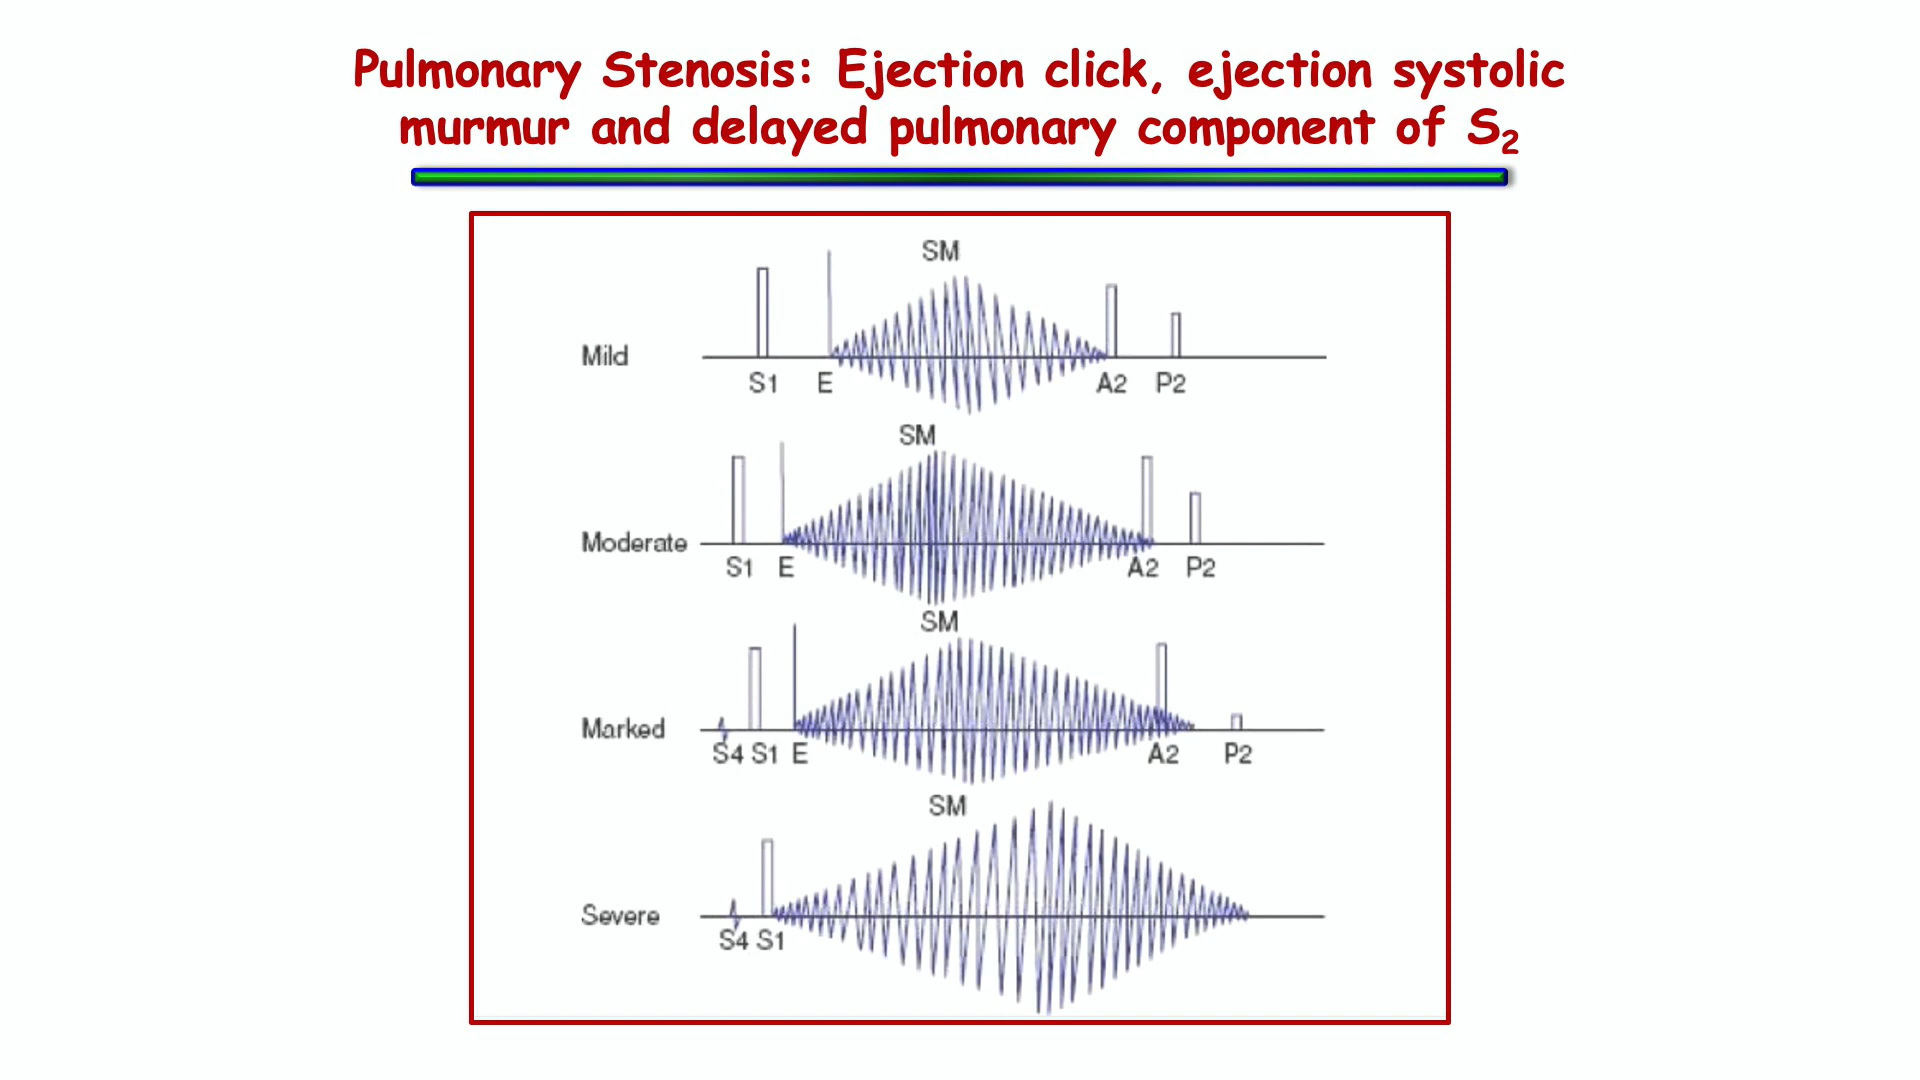 Pulmonary Stenosis: Ejection click, ejection systolic
murmur and delayed pulmonary component of S2
SM
Mild
S1 E A2 P2
SM
Moderate
S1 E A2 P2
SM
Marked
S4 S1 E A2 P2
SM
Severe
S4 S1